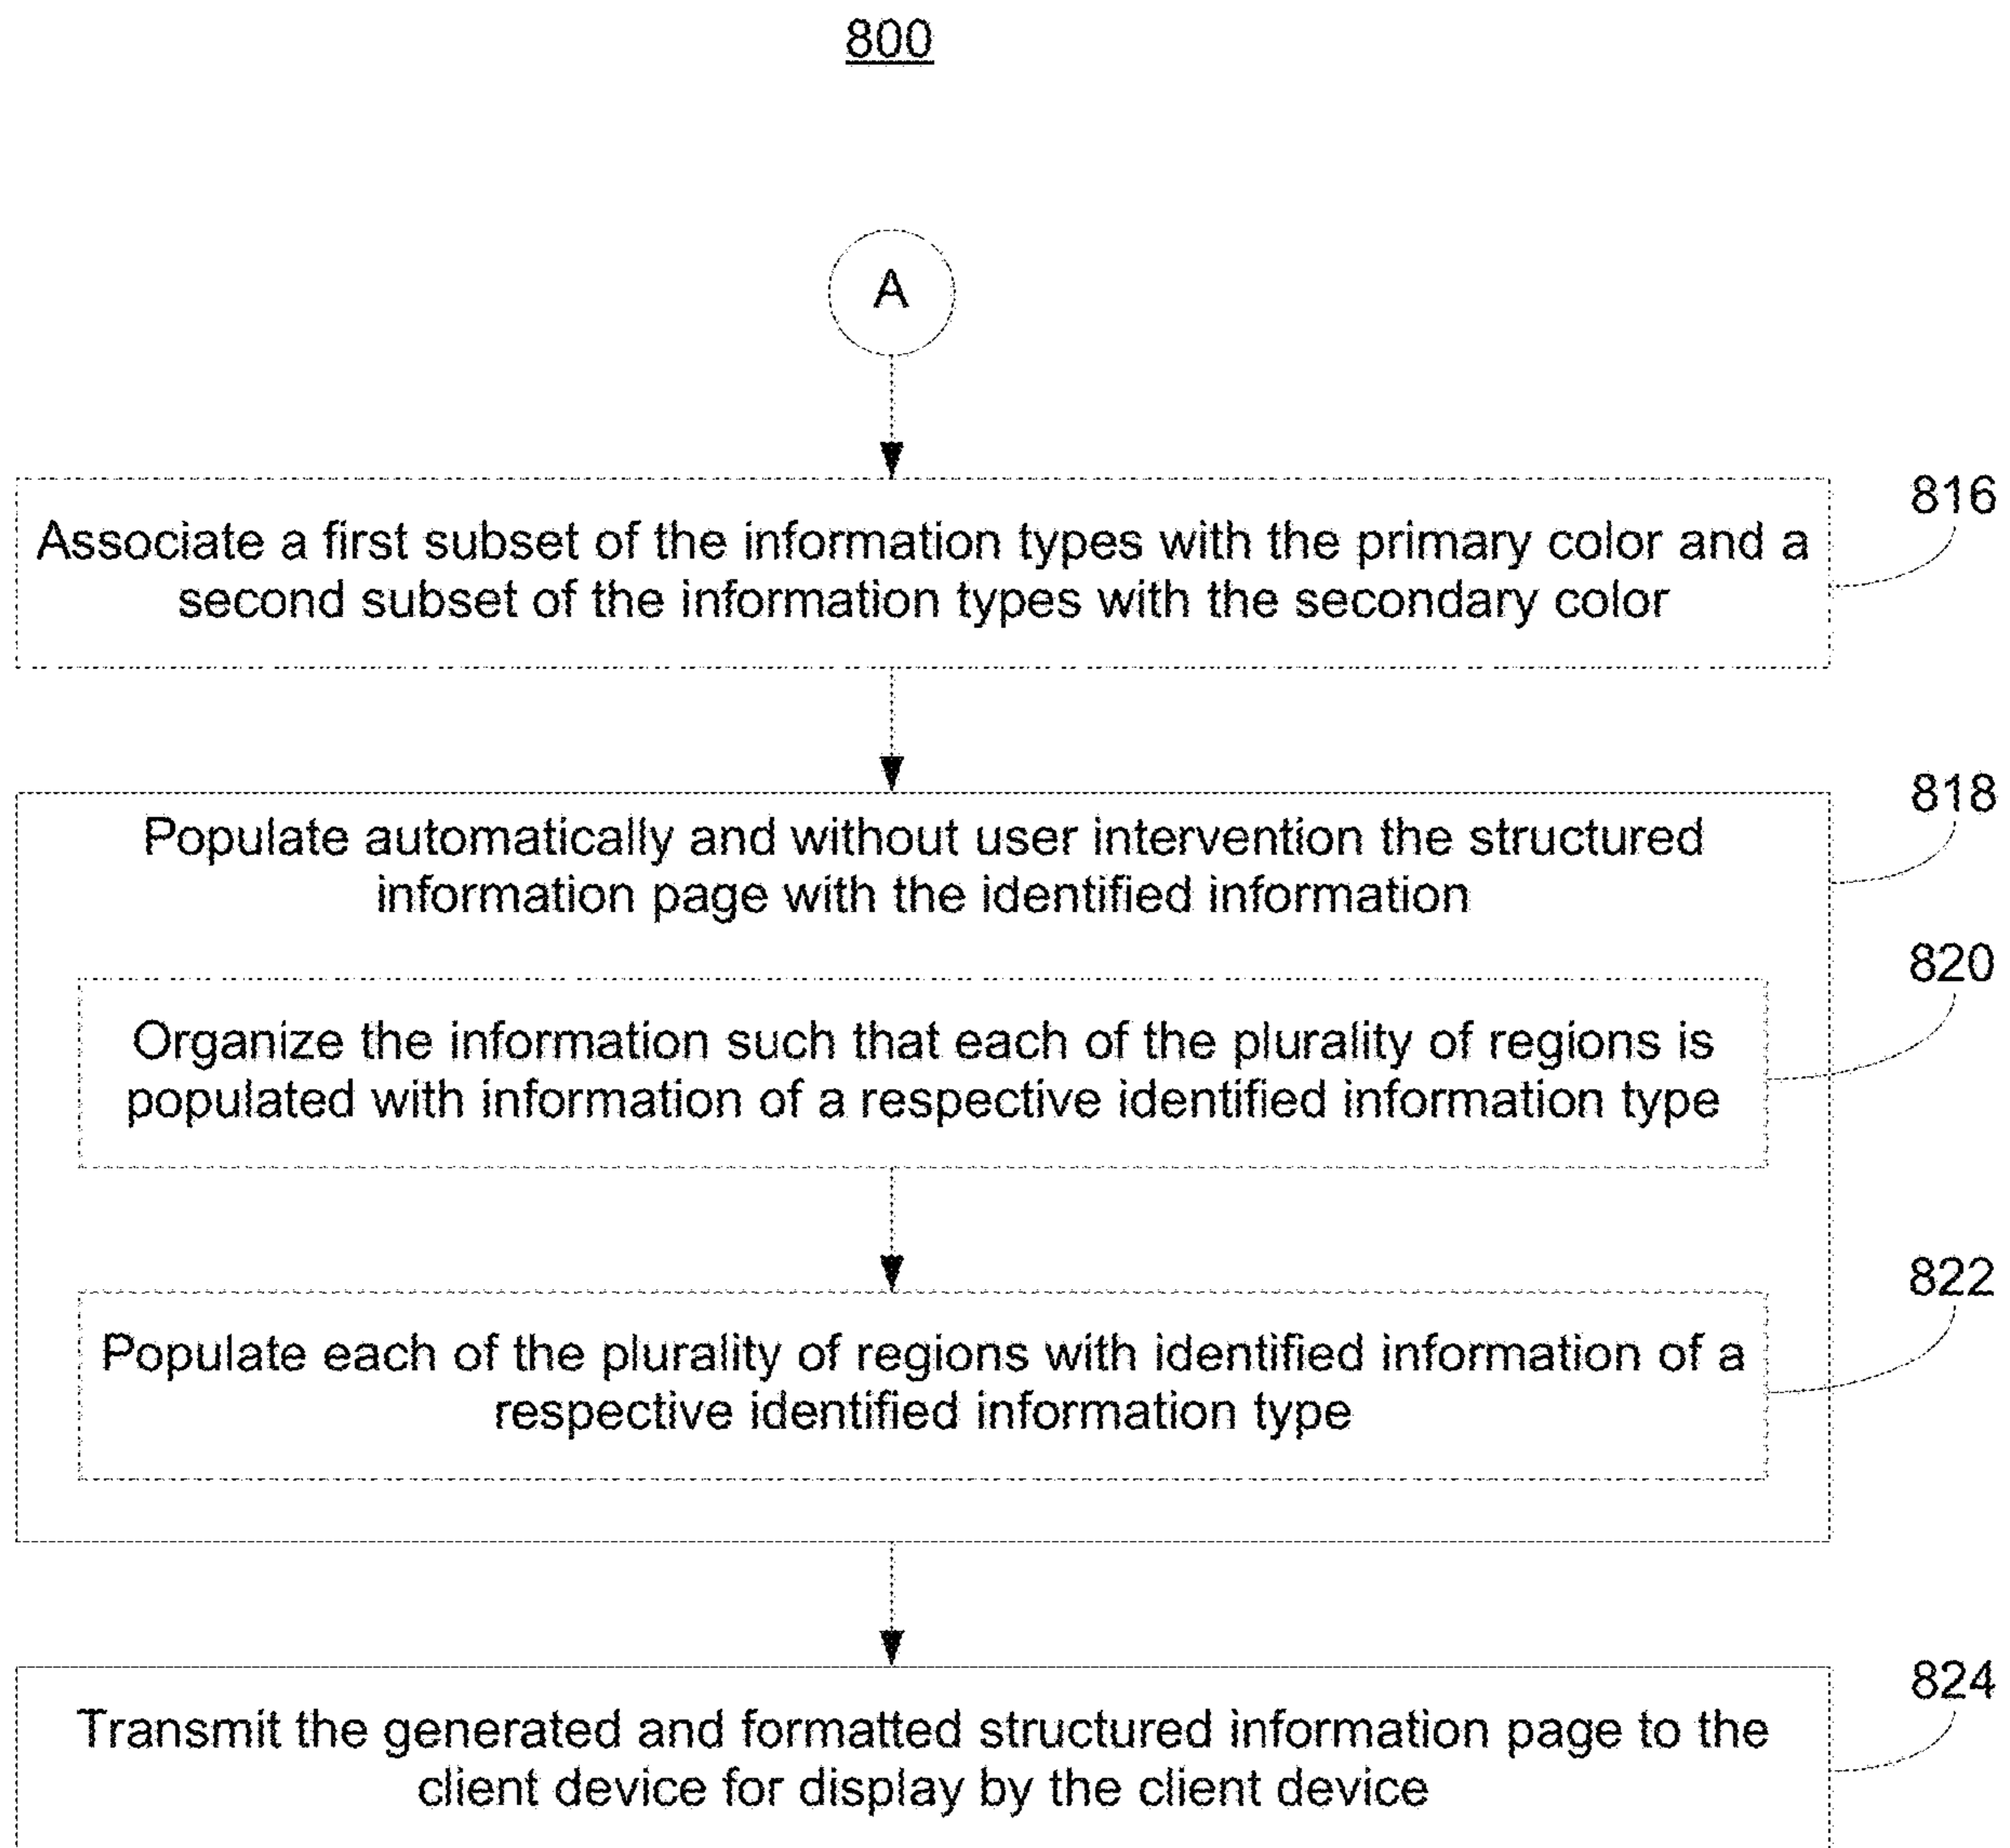 800
A
816
Associate a first subset of the information types with the primary color and a
second subset of the information types with the secondary color
818
Populate automatically and without user intervention the structured
information page with the identified information
820
Organize the information such that each of the plurality of regions is
populated with information of a respective identified information type
822
Populate each of the plurality of regions with identified information of a
respective identified information type
824
Transmit the generated and formatted structured information page to the
client device for display by the client device